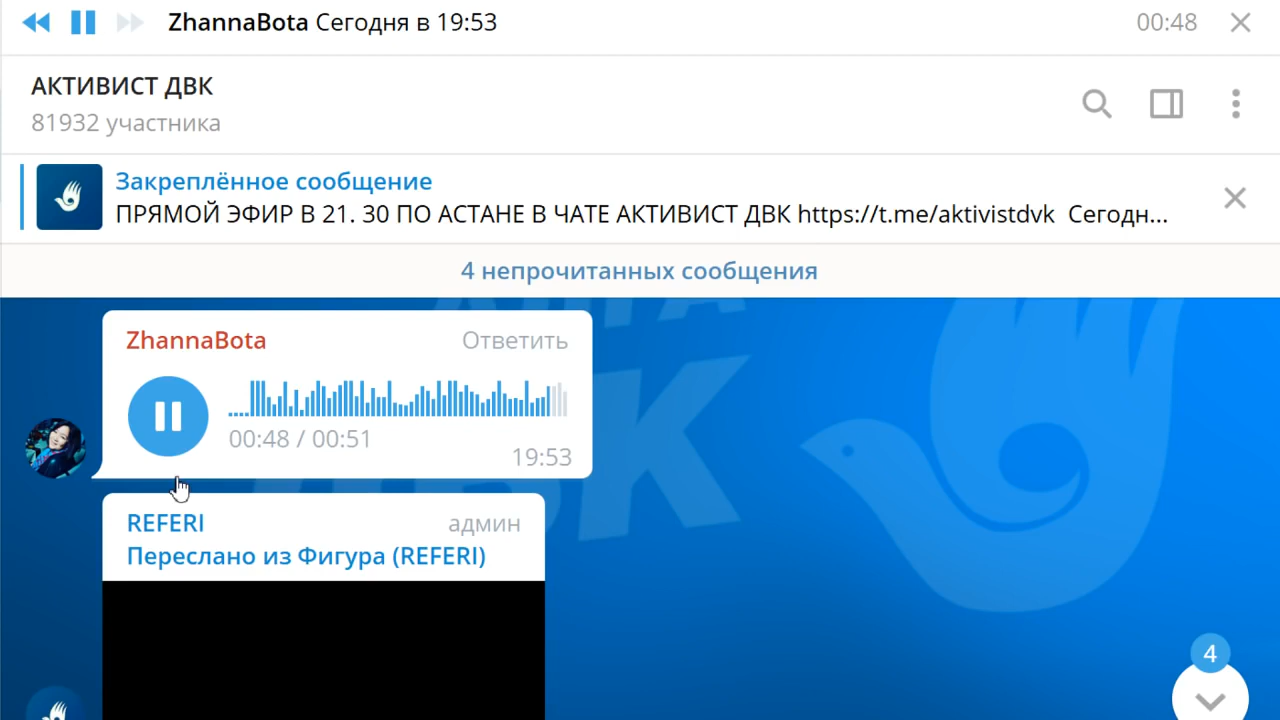 ZhannaBota Сегодня в 19:53
00:48
АКТИВИСТ ДВК
81932 участника
Закреплённое сообщение
ПРЯМОЙ ЭФИР В 21. 30 ПО АСТАНЕ В ЧАТЕ АКТИВИСТ ДВК https://t.me/aktivistdvk Сегодн...
4 непрочитанных сообщения
ZhannaBota
Ответить
00:48 / 00:51
19:53
REFERI
админ
Переслано из Фигура (REFERI)
4